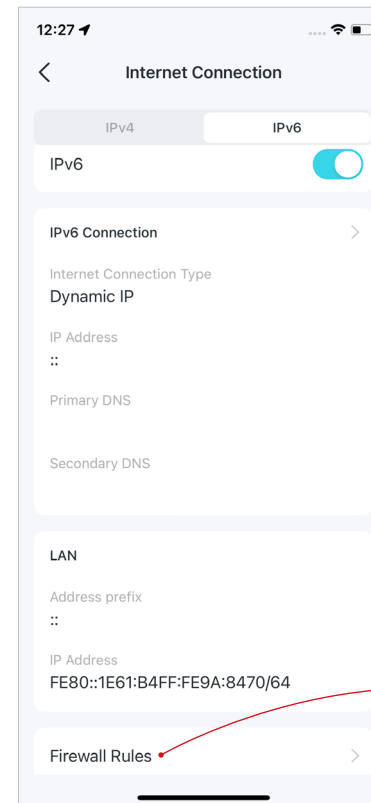 12:27
Internet Connection
IPv4 IPv6
IPv6
IPv6 Connection
Internet Connection Type
Dynamic IP
IP Address
::
Primary DNS
Secondary DNS
LAN
Address prefix
::
IP Address
FE80::1E61:B4FF:FE9A:8470/64
Firewall Rules